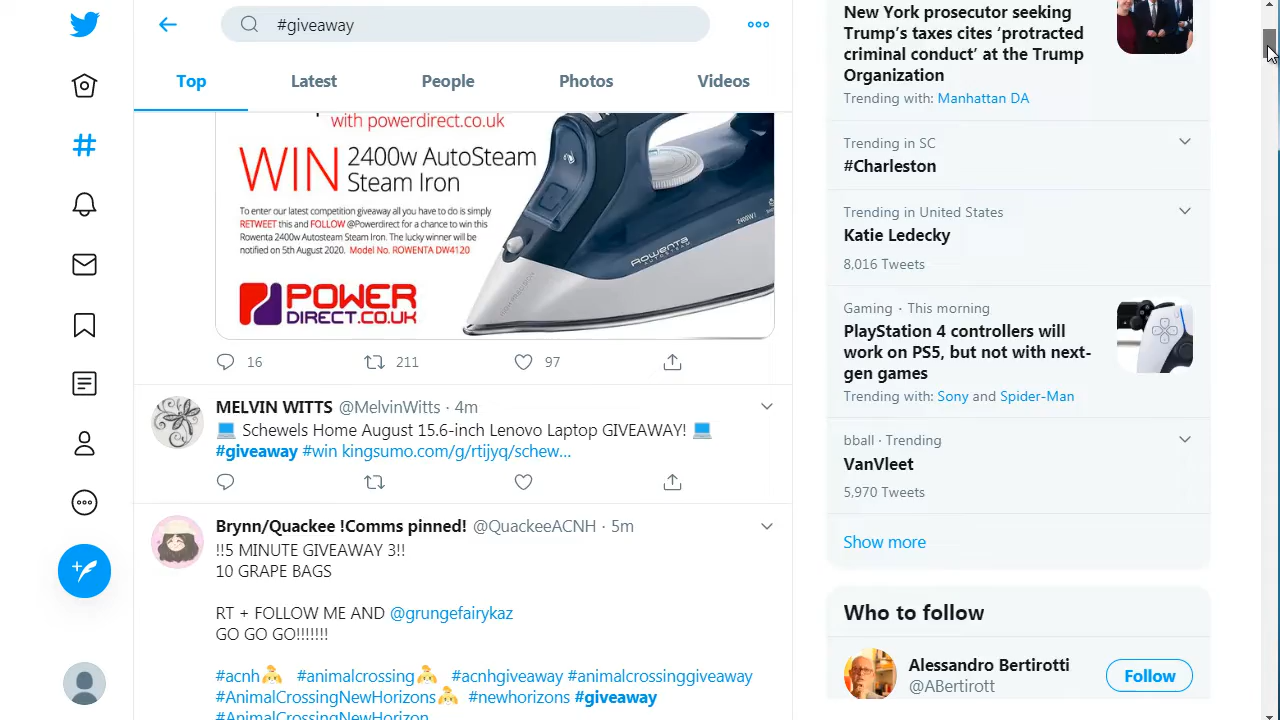 #giveaway
Top
Latest
People
Photos
Videos
with powerdirect.co.uk
WIN 2400w AutoSteam
Steam Iron
To enter our latest competition giveaway all you have to do is simply
RETWEET this and FOLLOW @Powerdirect for a chance to win this
Rowenta 2400w Autosteam Steam Iron. The lucky winner will be
notified on 5th August 2020. Model No. ROWENTA DW4120
POWER
DIRECT.CO.UK
ROWENTA
AUTOSTEAM
2400W
16
211
97
MELVIN WITTS @MelvinWitts · 4m
Schewels Home August 15.6-inch Lenovo Laptop GIVEAWAY!
#giveaway #win kingsumo.com/g/rtijyq/schew...
Brynn/Quackee !Comms pinned! @QuackeeACNH · 5m
!!5 MINUTE GIVEAWAY 3!!
10 GRAPE BAGS
RT + FOLLOW ME AND @grungefairykaz
GO GO GO!!!!!!!
#acnh #animalcrossing #acnhgiveaway #animalcrossinggiveaway
#AnimalCrossingNewHorizons #newhorizons #giveaway
#AnimalCrossingNewHorizon
New York prosecutor seeking
Trump's taxes cites 'protracted
criminal conduct' at the Trump
Organization
Trending with: Manhattan DA
Trending in SC
#Charleston
Trending in United States
Katie Ledecky
8,016 Tweets
Gaming · This morning
PlayStation 4 controllers will
work on PS5, but not with next-
gen games
Trending with: Sony and Spider-Man
bball · Trending
VanVleet
5,970 Tweets
Show more
Who to follow
Alessandro Bertirotti
@ABertirott
Follow